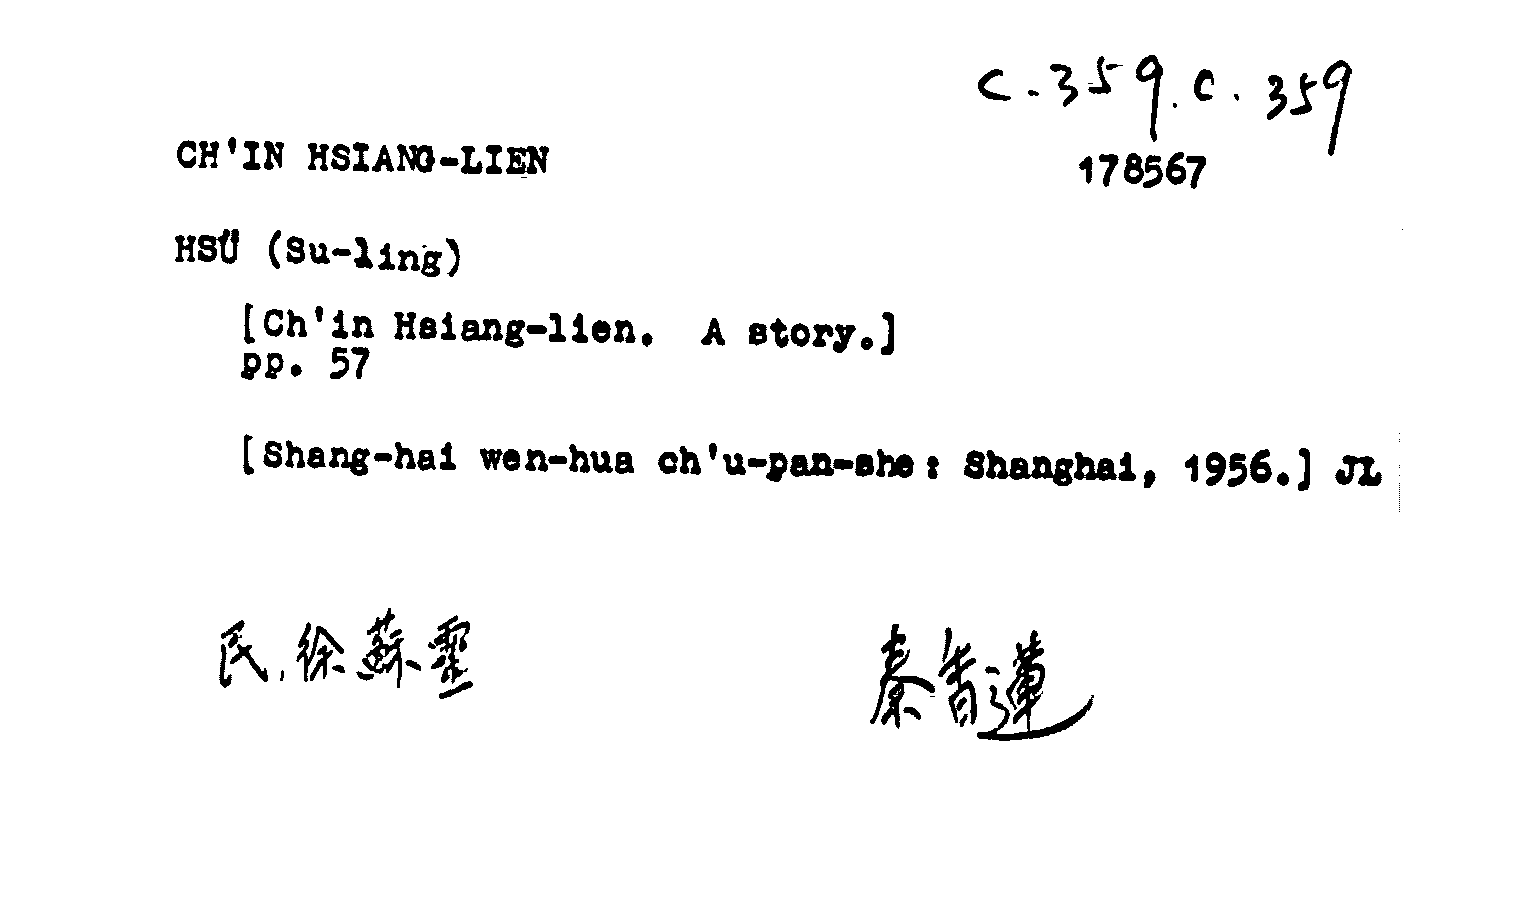 C.359.C.359
178567
CH'IN HSIANG-LIEN
HSÜ (Su-ling)
[Ch'in Hsiang-lien. A story.]
pp. 57
[Shang-hai wen-hua ch'u-pan-she: Shanghai, 1956.] JL
民.徐蘇靈 秦香蓮